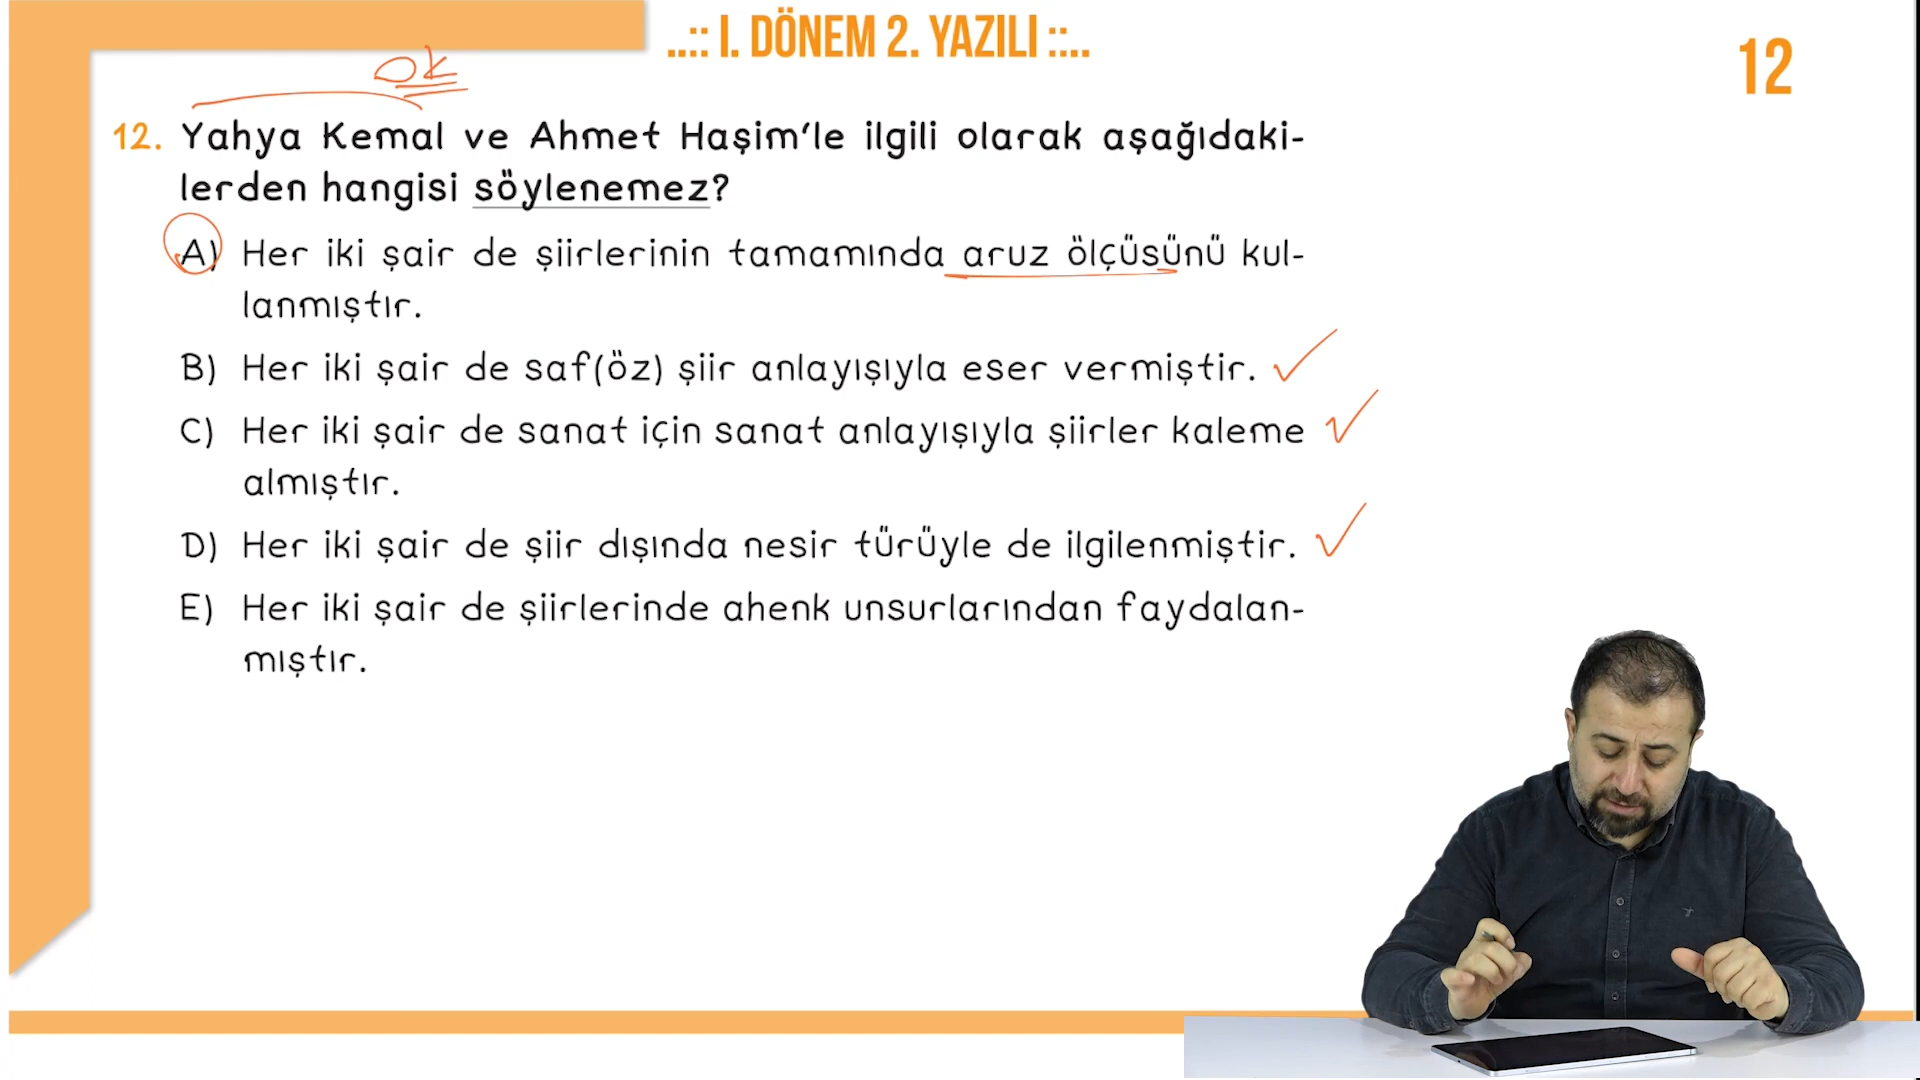 ..:: I. DÖNEM 2. YAZILI ::..
12
Ok
12. Yahya Kemal ve Ahmet Haşim'le ilgili olarak aşağıdaki-
lerden hangisi söylenemez?
A) Her iki şair de şiirlerinin tamamında aruz ölçüsünü kul-
lanmıştır.
B) Her iki şair de saf(öz) şiir anlayışıyla eser vermiştir.
C) Her iki şair de sanat için sanat anlayışıyla şiirler kaleme
almıştır.
D) Her iki şair de şiir dışında nesir türüyle de ilgilenmiştir.
E) Her iki şair de şiirlerinde ahenk unsurlarından faydalan-
mıştır.